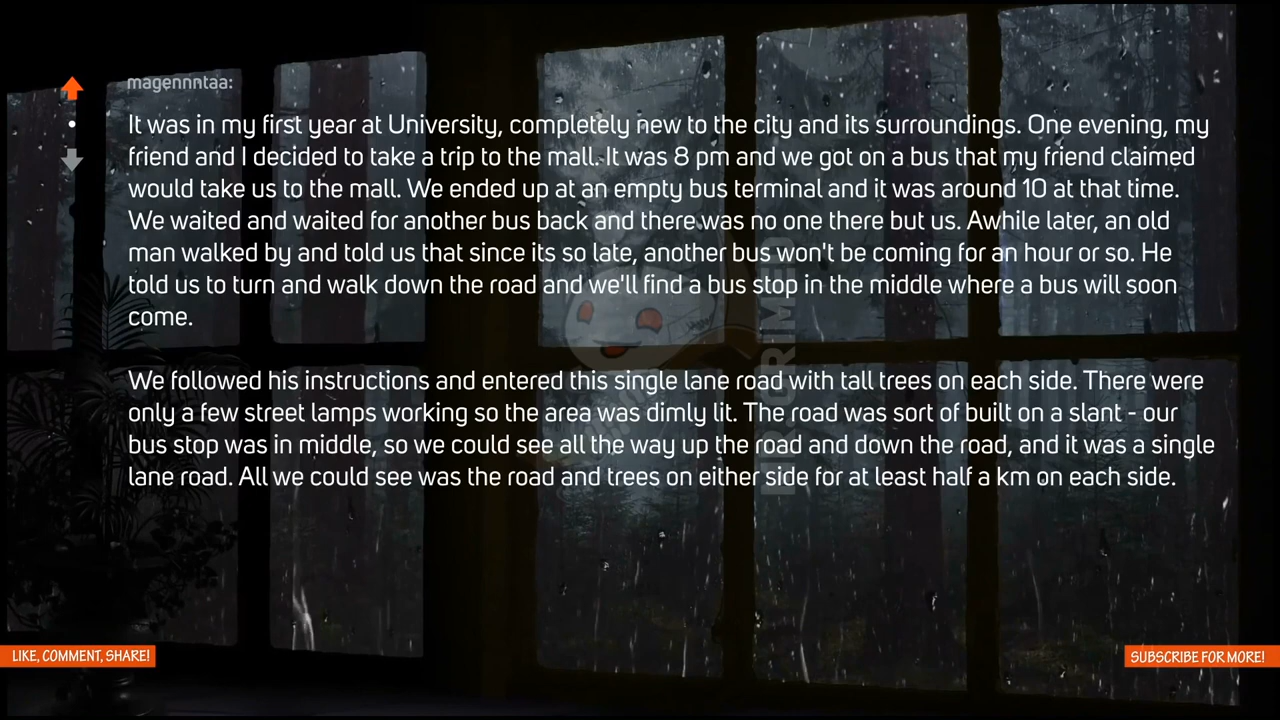 magennntaa:
It was in my first year at University, completely new to the city and its surroundings. One evening, my
friend and I decided to take a trip to the mall. It was 8 pm and we got on a bus that my friend claimed
would take us to the mall. We ended up at an empty bus terminal and it was around 10 at that time.
We waited and waited for another bus back and there was no one there but us. Awhile later, an old
man walked by and told us that since its so late, another bus won't be coming for an hour or so. He
told us to turn and walk down the road and we'll find a bus stop in the middle where a bus will soon
come.
We followed his instructions and entered this single lane road with tall trees on each side. There were
only a few street lamps working so the area was dimly lit. The road was sort of built on a slant - our
bus stop was in middle, so we could see all the way up the road and down the road, and it was a single
lane road. All we could see was the road and trees on either side for at least half a km on each side.
LIKE, COMMENT, SHARE!
SUBSCRIBE FOR MORE!